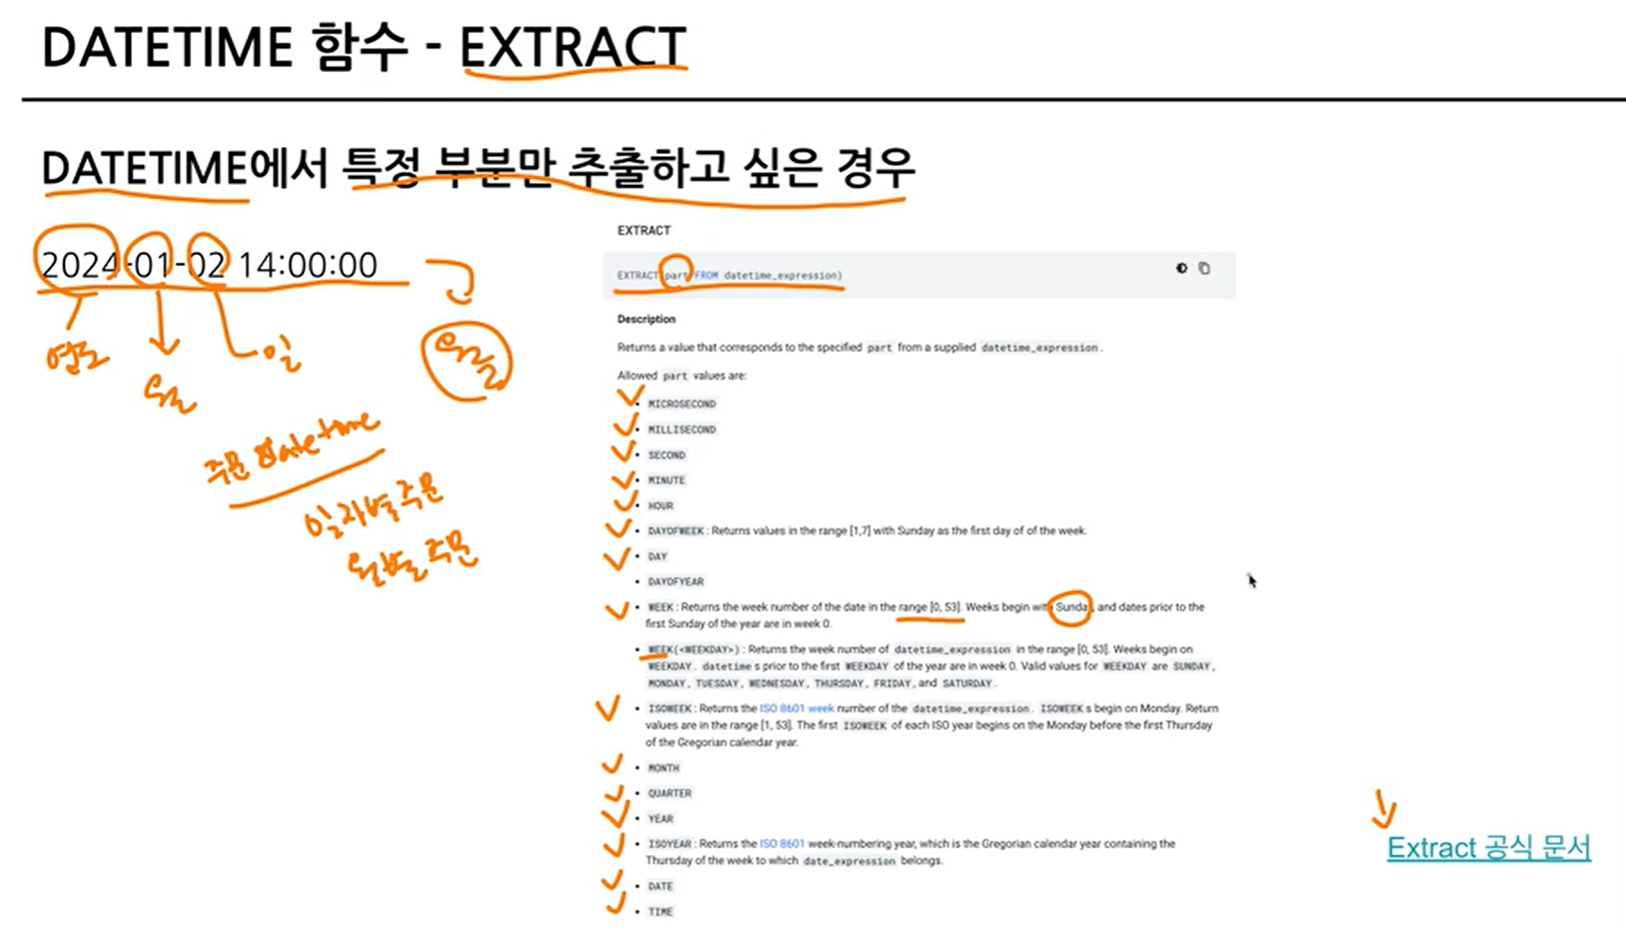 DATETIME 함수 - EXTRACT
DATETIME에서 특정 부분만 추출하고 싶은 경우
2024-01-02 14:00:00
연도
월
일
월
주문 datetime
일자별 주문
월별 주문
EXTRACT
EXTRACT(part FROM datetime_expression)
Description
Returns a value that corresponds to the specified part from a supplied datetime_expression.
Allowed part values are:
• MICROSECOND
• MILLISECOND
• SECOND
• MINUTE
• HOUR
• DAYOFWEEK: Returns values in the range [1,7] with Sunday as the first day of of the week.
• DAY
• DAYOFYEAR
• WEEK: Returns the week number of the date in the range [0, 53]. Weeks begin with Sunday, and dates prior to the
first Sunday of the year are in week 0.
• WEEK(<WEEKDAY>): Returns the week number of datetime_expression in the range [0, 53]. Weeks begin on
WEEKDAY. datetimes prior to the first WEEKDAY of the year are in week 0. Valid values for WEEKDAY are SUNDAY,
MONDAY, TUESDAY, WEDNESDAY, THURSDAY, FRIDAY, and SATURDAY.
• ISOWEEK: Returns the ISO 8601 week number of the datetime_expression. ISOWEEKs begin on Monday. Return
values are in the range [1, 53]. The first ISOWEEK of each ISO year begins on the Monday before the first Thursday
of the Gregorian calendar year.
• MONTH
• QUARTER
• YEAR
• ISOYEAR: Returns the ISO 8601 week-numbering year, which is the Gregorian calendar year containing the
Thursday of the week to which date_expression belongs.
• DATE
• TIME
Extract 공식 문서